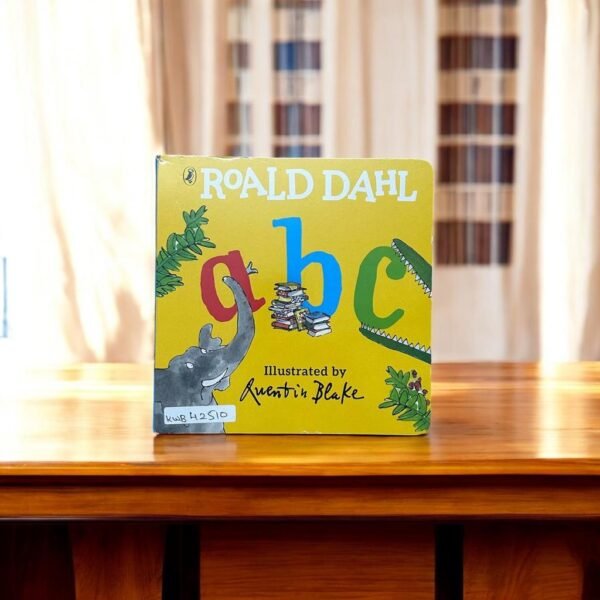 ROALD DAHL
abc
Illustrated by
Quentin Blake
KWB 42510